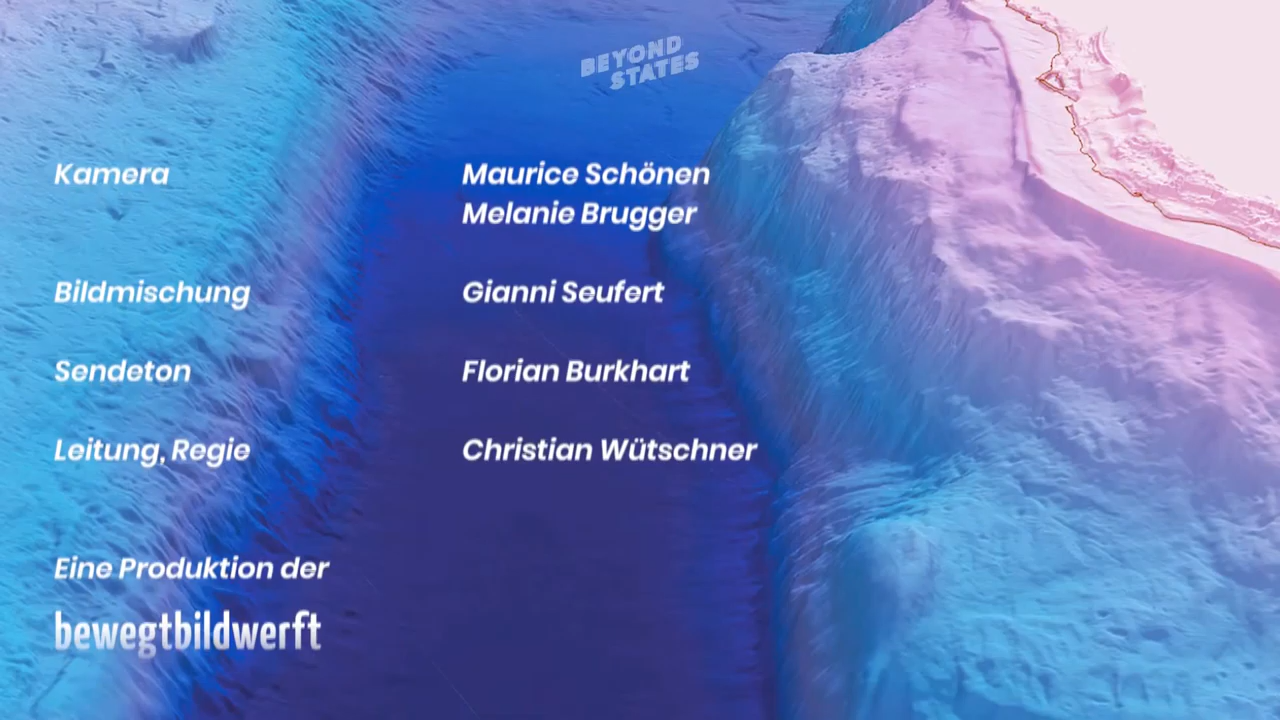 BEYOND
STATES
Kamera Maurice Schönen
Melanie Brugger
Bildmischung Gianni Seufert
Sendeton Florian Burkhart
Leitung, Regie Christian Wütschner
Eine Produktion der
bewegtbildwerft